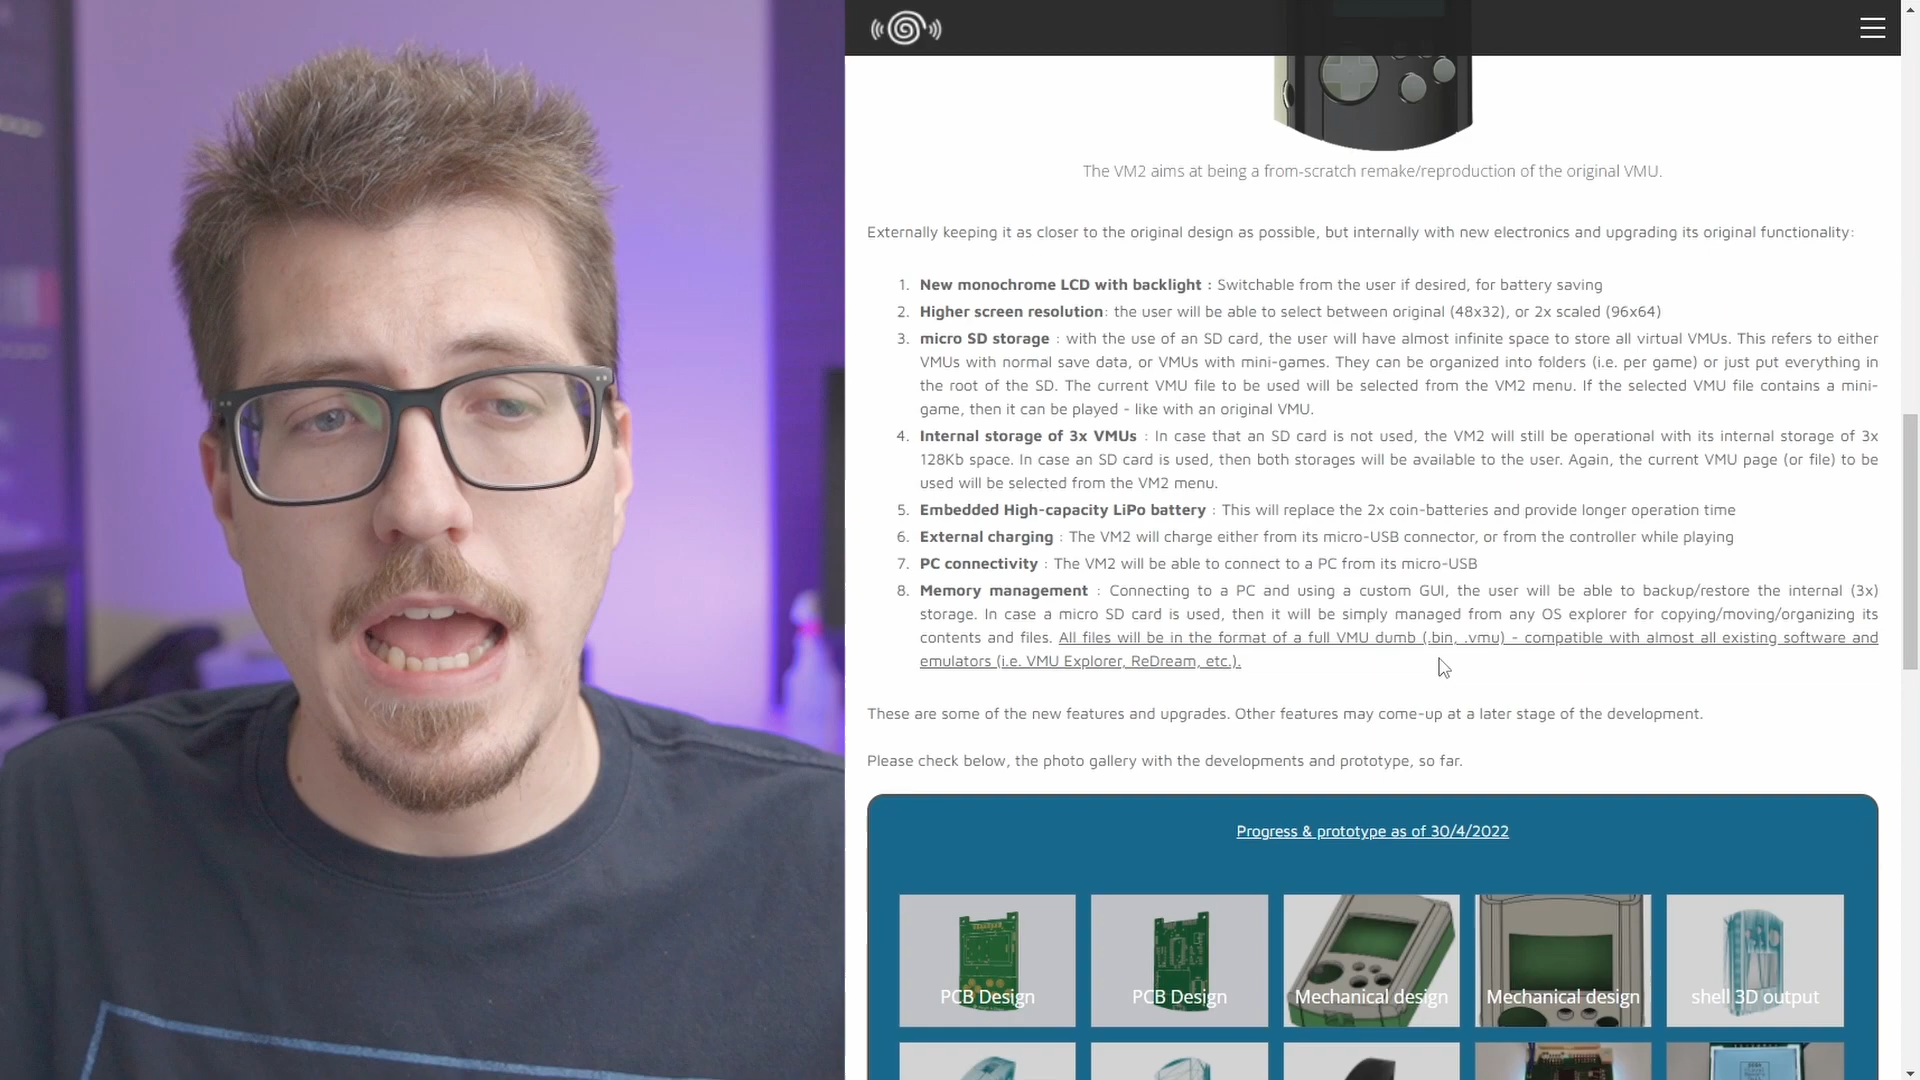 The VM2 aims at being a from-scratch remake/reproduction of the original VMU.
Externally keeping it as closer to the original design as possible, but internally with new electronics and upgrading its original functionality:
1. New monochrome LCD with backlight : Switchable from the user if desired, for battery saving
2. Higher screen resolution: the user will be able to select between original (48x32), or 2x scaled (96x64)
3. micro SD storage : with the use of an SD card, the user will have almost infinite space to store all virtual VMUs. This refers to either
VMUs with normal save data, or VMUs with mini-games. They can be organized into folders (i.e. per game) or just put everything in
the root of the SD. The current VMU file to be used will be selected from the VM2 menu. If the selected VMU file contains a mini-
game, then it can be played - like with an original VMU.
4. Internal storage of 3x VMUs : In case that an SD card is not used, the VM2 will still be operational with its internal storage of 3x
128Kb space. In case an SD card is used, then both storages will be available to the user. Again, the current VMU page (or file) to be
used will be selected from the VM2 menu.
5. Embedded High-capacity LiPo battery : This will replace the 2x coin-batteries and provide longer operation time
6. External charging : The VM2 will charge either from its micro-USB connector, or from the controller while playing
7. PC connectivity : The VM2 will be able to connect to a PC from its micro-USB
8. Memory management : Connecting to a PC and using a custom GUI, the user will be able to backup/restore the internal (3x)
storage. In case a micro SD card is used, then it will be simply managed from any OS explorer for copying/moving/organizing its
contents and files. All files will be in the format of a full VMU dumb (.bin, .vmu) - compatible with almost all existing software and
emulators (i.e. VMU Explorer, ReDream, etc.).
These are some of the new features and upgrades. Other features may come-up at a later stage of the development.
Please check below, the photo gallery with the developments and prototype, so far.
Progress & prototype as of 30/4/2022
PCB Design
PCB Design
Mechanical design
Mechanical design
shell 3D output